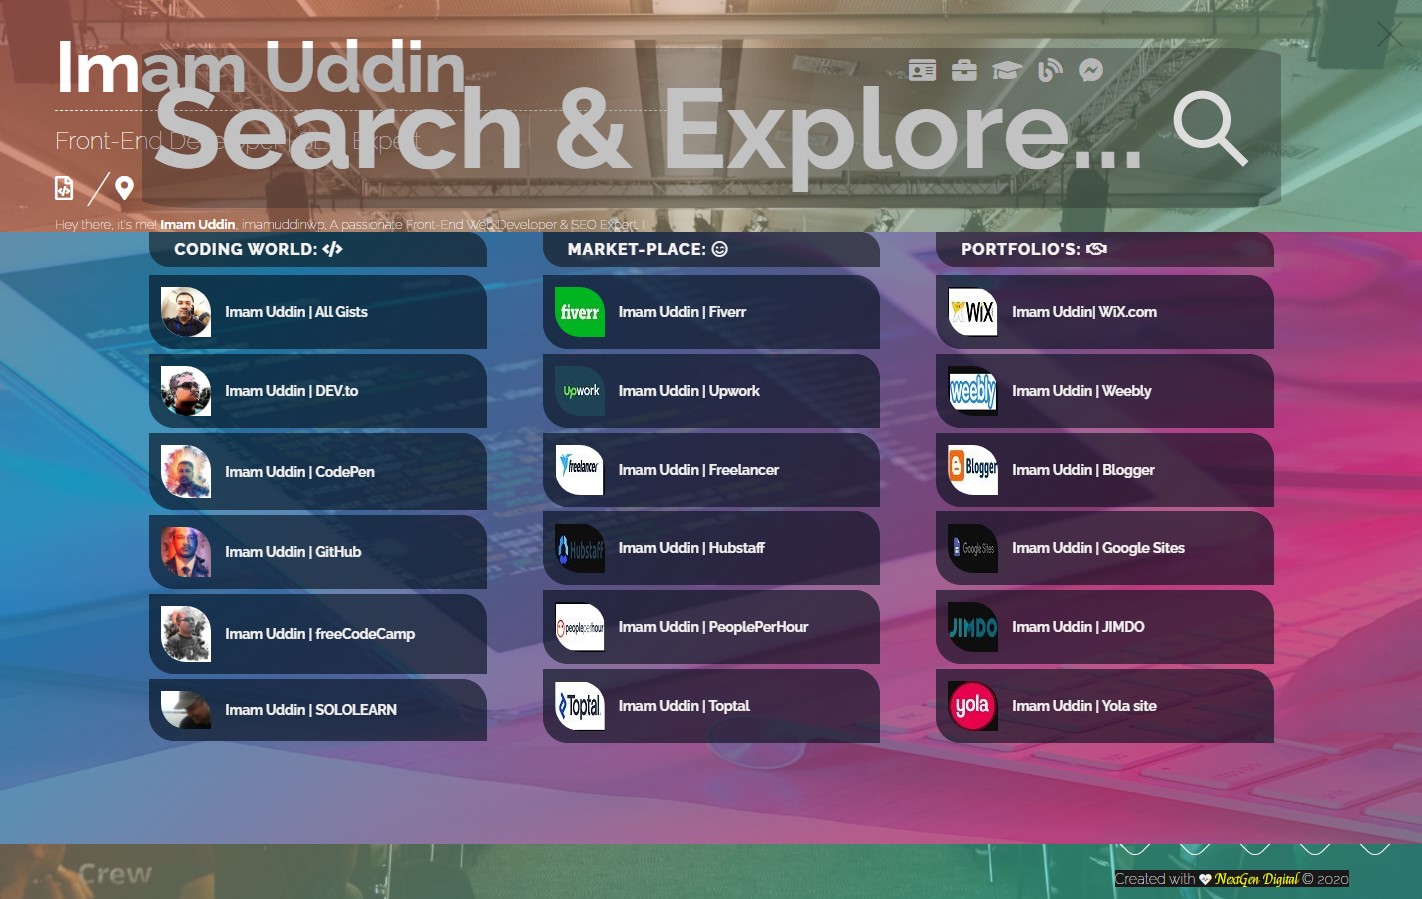 Imam Uddin
Search & Explore...
Front-End Developer | SEO Expert
Hey there, it's me! Imam Uddin, imamuddinwp; A passionate Front-End Web Developer & SEO Expert. !
CODING WORLD:
Imam Uddin | All Gists
Imam Uddin | DEV.to
Imam Uddin | CodePen
Imam Uddin | GitHub
Imam Uddin | freeCodeCamp
Imam Uddin | SOLOLEARN
MARKET-PLACE:
fiverr
Imam Uddin | Fiverr
Upwork
Imam Uddin | Upwork
freelancer
Imam Uddin | Freelancer
Hubstaff
Imam Uddin | Hubstaff
peopleperhour
Imam Uddin | PeoplePerHour
Toptal
Imam Uddin | Toptal
PORTFOLIO'S:
WiX
Imam Uddin| WiX.com
weebly
Imam Uddin | Weebly
Blogger
Imam Uddin | Blogger
Google Sites
Imam Uddin | Google Sites
JIMDO
Imam Uddin | JIMDO
yola
Imam Uddin | Yola site
Crew
Created with NextGen Digital © 2020